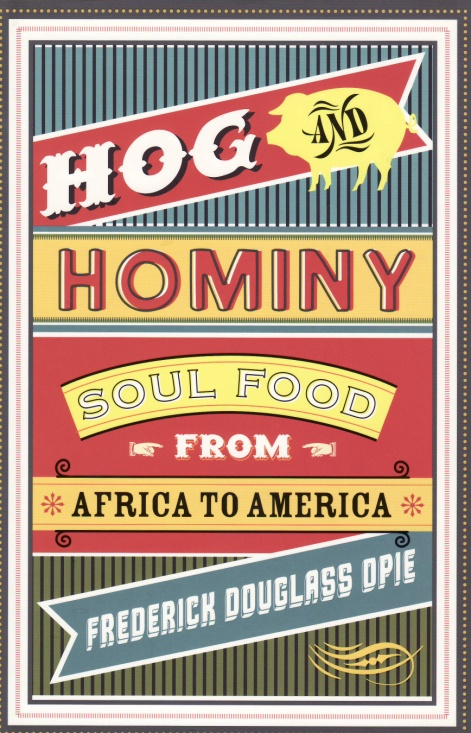 HOG AND
HOMINY
SOUL FOOD
FROM
AFRICA TO AMERICA
FREDERICK DOUGLASS OPIE